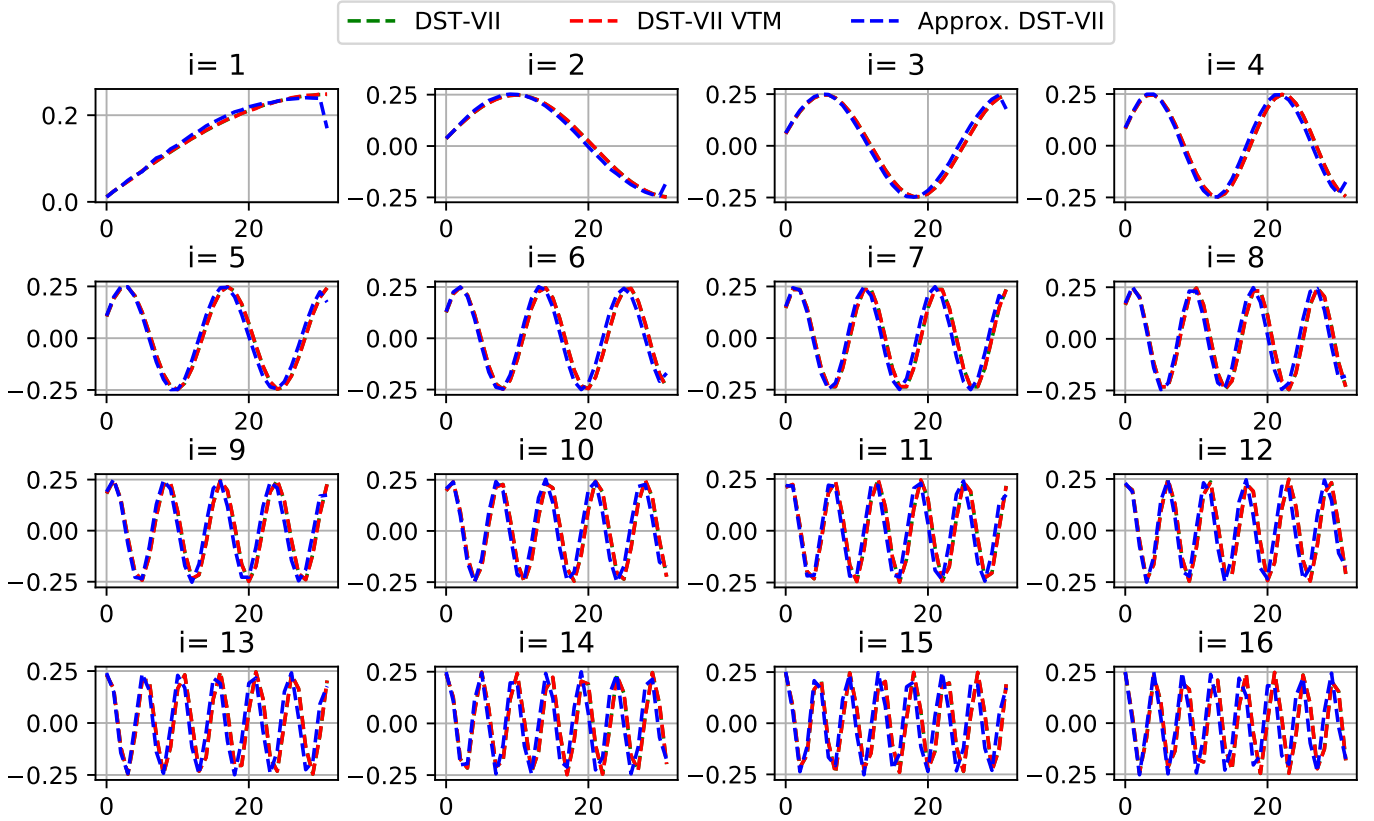 DST-VII DST-VII VTM Approx. DST-VII
i= 1 i= 2 i= 3 i= 4
0.2 0.25 0.25 0.25
0.00 0.00 0.00
0.0 −0.25 −0.25 −0.25
0 20 0 20 0 20 0 20
i= 5 i= 6 i= 7 i= 8
0.25 0.25 0.25 0.25
0.00 0.00 0.00 0.00
−0.25 −0.25 −0.25 −0.25
0 20 0 20 0 20 0 20
i= 9 i= 10 i= 11 i= 12
0.25 0.25 0.25 0.25
0.00 0.00 0.00 0.00
−0.25 −0.25 −0.25 −0.25
0 20 0 20 0 20 0 20
i= 13 i= 14 i= 15 i= 16
0.25 0.25 0.25 0.25
0.00 0.00 0.00 0.00
−0.25 −0.25 −0.25 −0.25
0 20 0 20 0 20 0 20